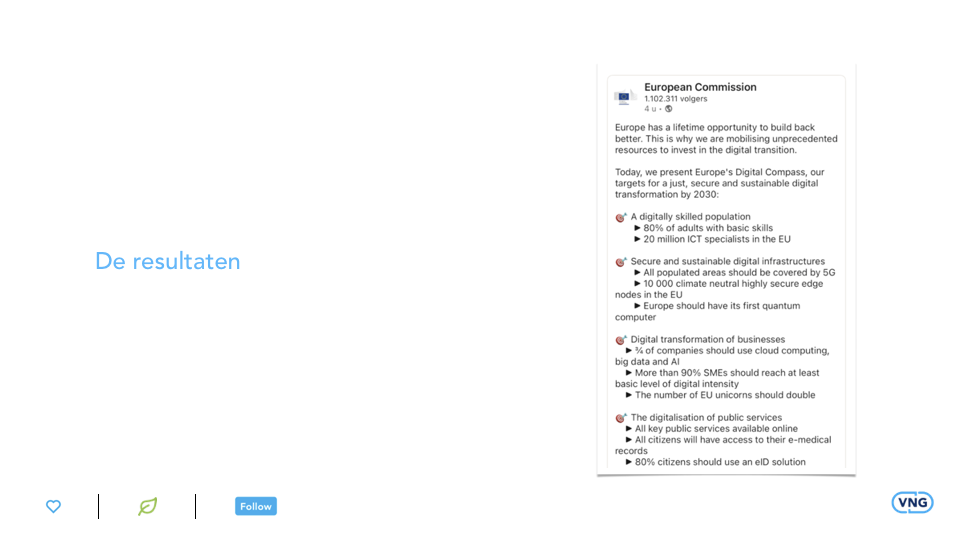 De resultaten
European Commission
1.102.311 volgers
4 u •
Europe has a lifetime opportunity to build back
better. This is why we are mobilising unprecedented
resources to invest in the digital transition.
Today, we present Europe's Digital Compass, our
targets for a just, secure and sustainable digital
transformation by 2030:
🎯 A digitally skilled population
► 80% of adults with basic skills
► 20 million ICT specialists in the EU
🎯 Secure and sustainable digital infrastructures
► All populated areas should be covered by 5G
► 10 000 climate neutral highly secure edge
nodes in the EU
► Europe should have its first quantum
computer
🎯 Digital transformation of businesses
► ¾ of companies should use cloud computing,
big data and AI
► More than 90% SMEs should reach at least
basic level of digital intensity
► The number of EU unicorns should double
🎯 The digitalisation of public services
► All key public services available online
► All citizens will have access to their e-medical
records
► 80% citizens should use an eID solution
Follow
VNG